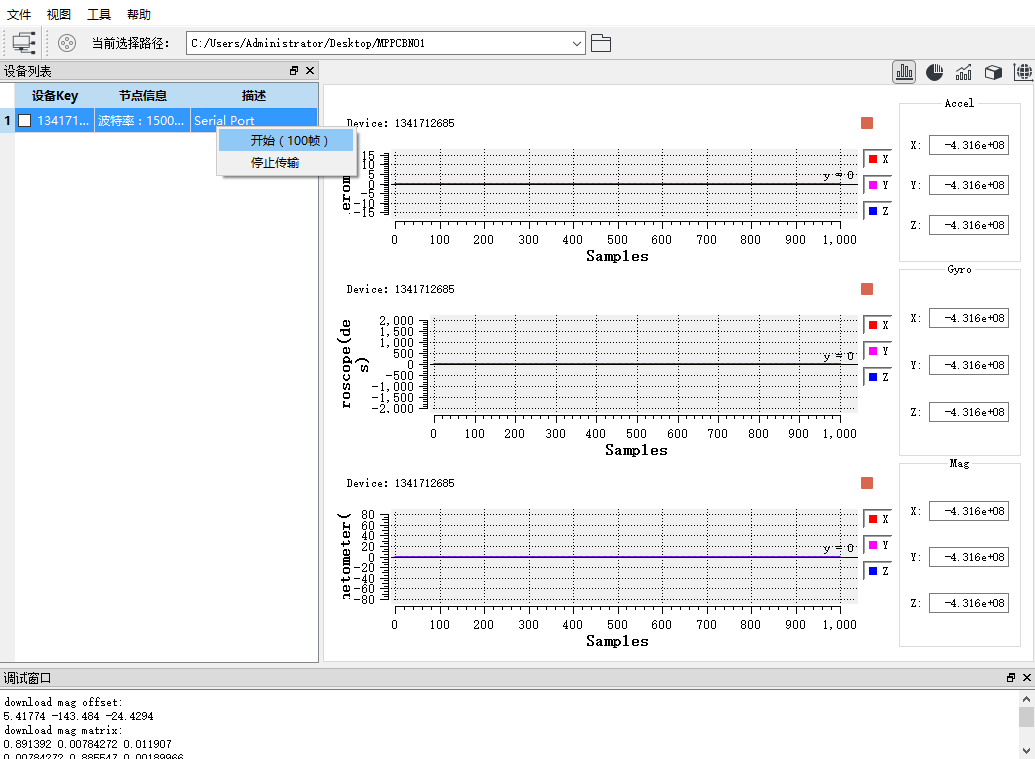 文件 视图 工具 帮助
当前选择路径： C:/Users/Administrator/Desktop/MPPCBNO1
设备列表
设备Key 节点信息 描述
1 134171... 波特率：1500... Serial Port
开始（100帧）
停止传输
Device: 1341712685
15
10
5
0
-5
-10
-15
y = 0
X
Y
Z
0 100 200 300 400 500 600 700 800 900 1,000
Samples
Accel
X: -4.316e+08
Y: -4.316e+08
Z: -4.316e+08
Device: 1341712685
roscope(de
s)
2,000
1,500
1,000
500
0
-500
-1,000
-1,500
-2,000
y = 0
X
Y
Z
0 100 200 300 400 500 600 700 800 900 1,000
Samples
Gyro
X: -4.316e+08
Y: -4.316e+08
Z: -4.316e+08
Device: 1341712685
netometer(
80
60
40
20
0
-20
-40
-60
-80
y = 0
X
Y
Z
0 100 200 300 400 500 600 700 800 900 1,000
Samples
Mag
X: -4.316e+08
Y: -4.316e+08
Z: -4.316e+08
调试窗口
download mag offset:
5.41774 -143.484 -24.4294
download mag matrix:
0.891392 0.00784272 0.011907
0.00784272 0.885547 0.00189966